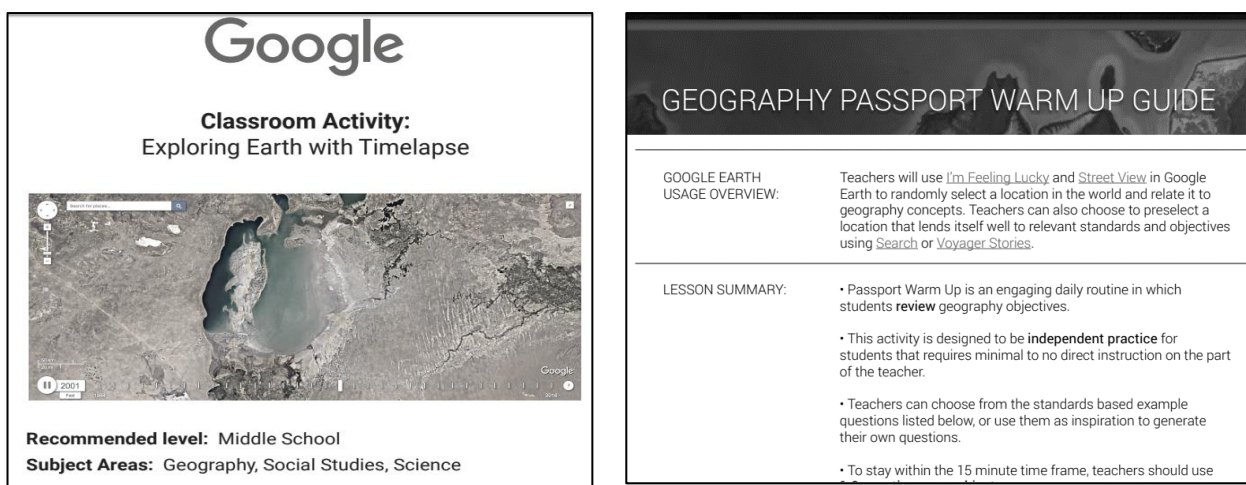 Google
Classroom Activity:
Exploring Earth with Timelapse
Search for places...
2001
Google
Recommended level: Middle School
Subject Areas: Geography, Social Studies, Science
GEOGRAPHY PASSPORT WARM UP GUIDE
GOOGLE EARTH
USAGE OVERVIEW:
Teachers will use I'm Feeling Lucky and Street View in Google
Earth to randomly select a location in the world and relate it to
geography concepts. Teachers can also choose to preselect a
location that lends itself well to relevant standards and objectives
using Search or Voyager Stories.
LESSON SUMMARY:
• Passport Warm Up is an engaging daily routine in which
students review geography objectives.
• This activity is designed to be independent practice for
students that requires minimal to no direct instruction on the part
of the teacher.
• Teachers can choose from the standards based example
questions listed below, or use them as inspiration to generate
their own questions.
• To stay within the 15 minute time frame, teachers should use